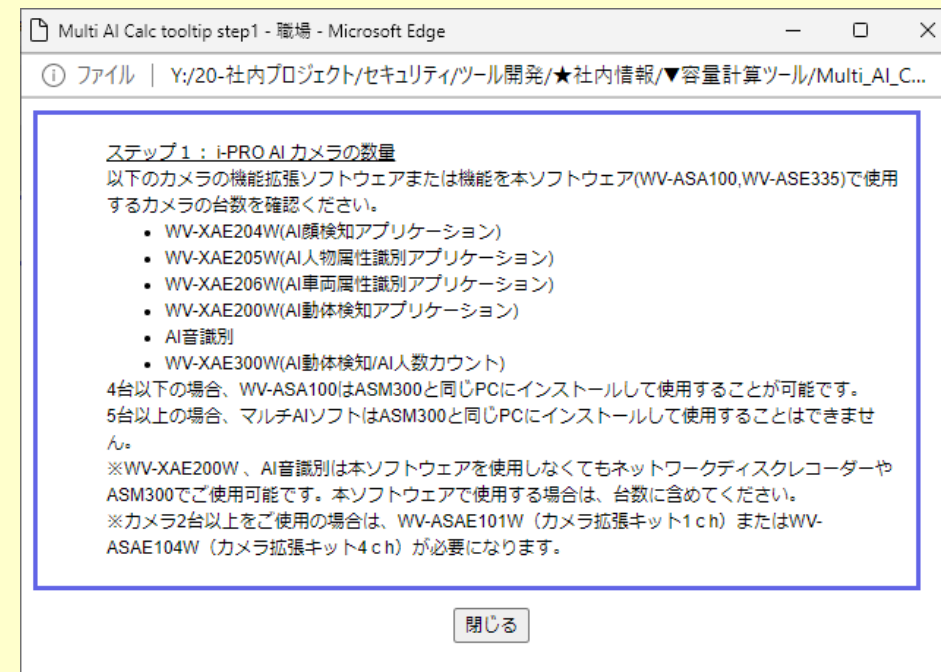 Multi AI Calc tooltip step1 - 職場 - Microsoft Edge
ファイル | Y:/20-社内プロジェクト/セキュリティ/ツール開発/★社内情報/▼容量計算ツール/Multi_AI_C...
ステップ1:i-PRO AI カメラの数量
以下のカメラの機能拡張ソフトウェアまたは機能を本ソフトウェア(WV-ASA100,WV-ASE335)で使用
するカメラの台数を確認ください。
• WV-XAE204W(AI顔検知アプリケーション)
• WV-XAE205W(AI人物属性識別アプリケーション)
• WV-XAE206W(AI車両属性識別アプリケーション)
• WV-XAE200W(AI動体検知アプリケーション)
• AI音識別
• WV-XAE300W(AI動体検知/AI人数カウント)
4台以下の場合、WV-ASA100はASM300と同じPCにインストールして使用することが可能です。
5台以上の場合、マルチAIソフトはASM300と同じPCにインストールして使用することはできませ
ん。
※WV-XAE200W 、AI音識別は本ソフトウェアを使用しなくてもネットワークディスクレコーダーや
ASM300でご使用可能です。本ソフトウェアで使用する場合は、台数に含めてください。
※カメラ2台以上をご使用の場合は、WV-ASAE101W(カメラ拡張キット1ch)またはWV-
ASAE104W(カメラ拡張キット4ch)が必要になります。
閉じる